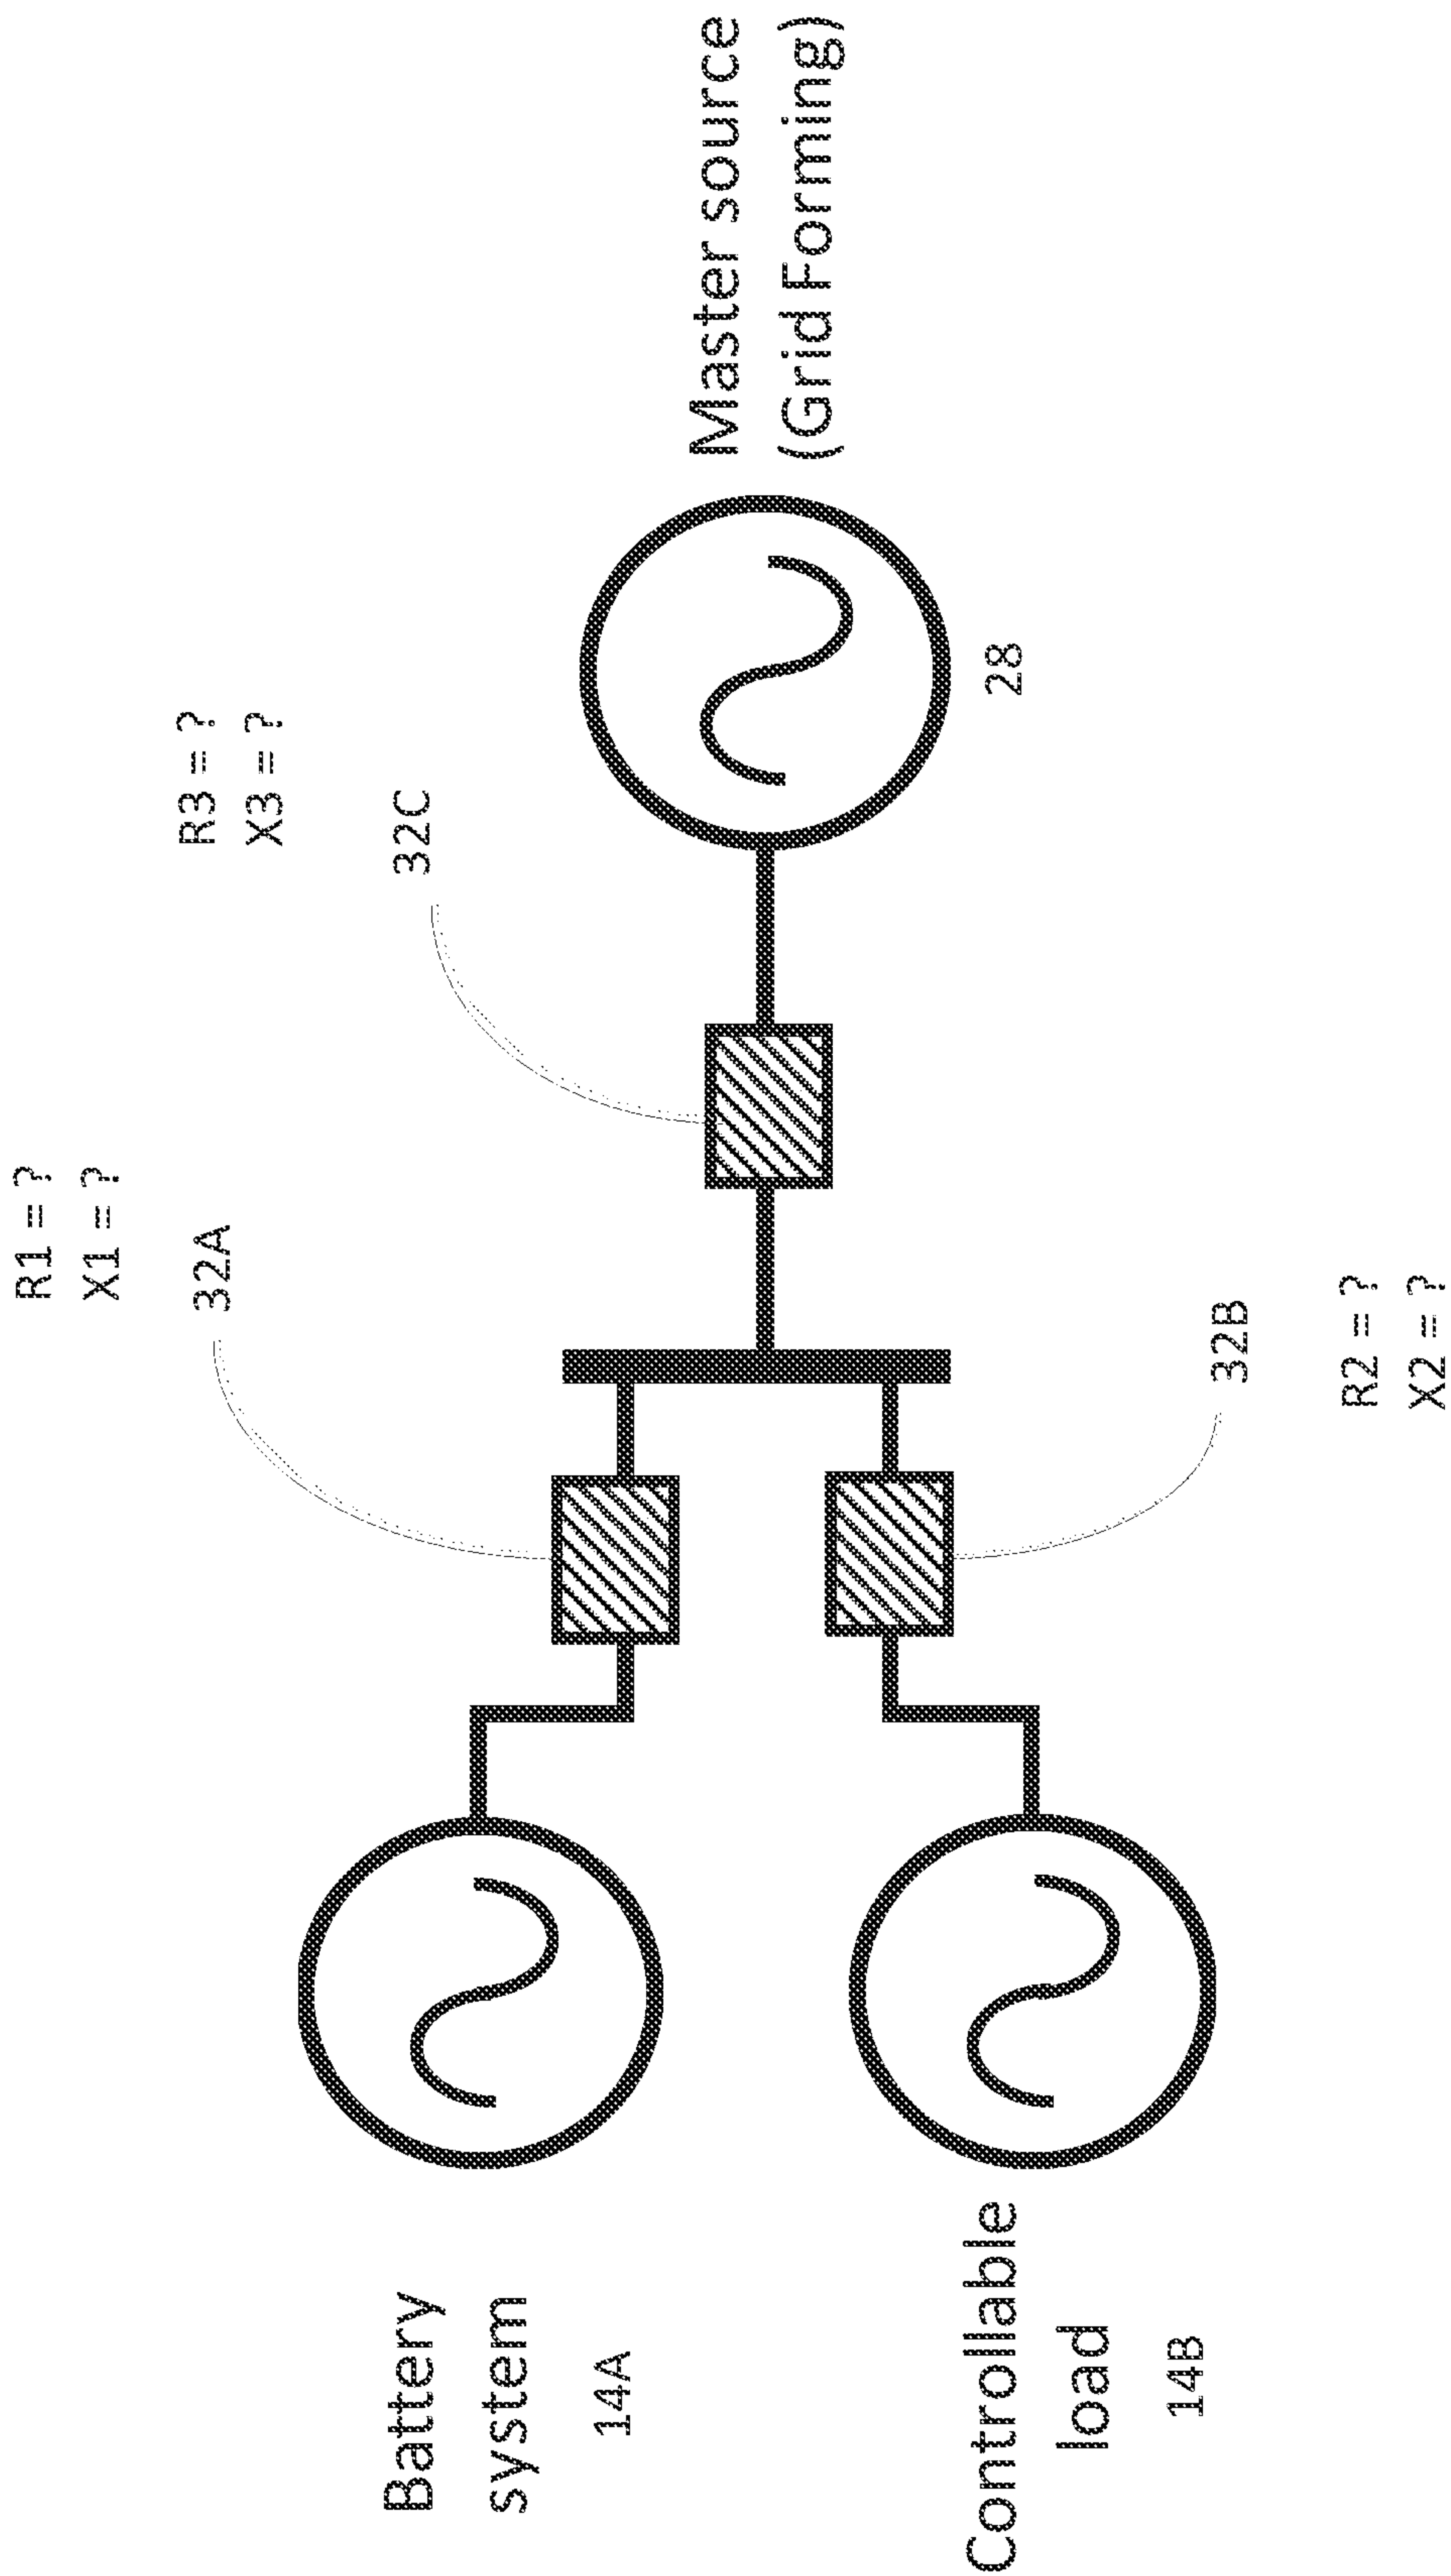 R1 = ?
X1 = ?
32A
R3 = ?
X3 = ?
32C
Battery
system
14A
Master source
(Grid Forming)
28
Controllable
load
14B
32B
R2 = ?
X2 = ?